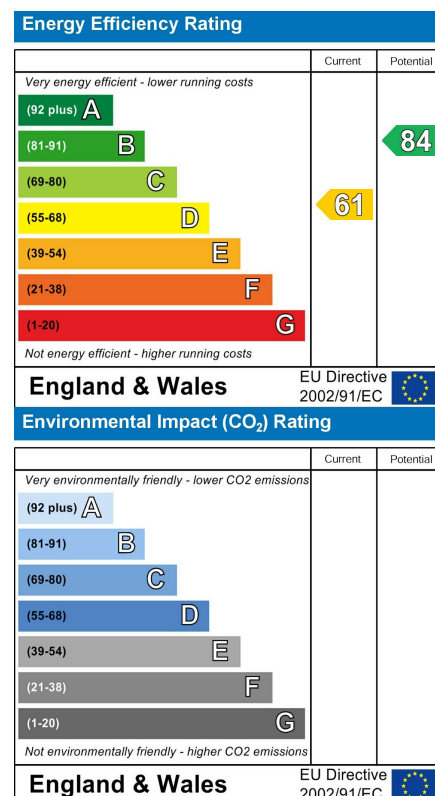 Energy Efficiency Rating
Current Potential
Very energy efficient - lower running costs
(92 plus) A
(81-91) B
84
(69-80) C
(55-68) D
61
(39-54) E
(21-38) F
(1-20) G
Not energy efficient - higher running costs
England & Wales
EU Directive
2002/91/EC
Environmental Impact (CO₂) Rating
Current Potential
Very environmentally friendly - lower CO2 emissions
(92 plus) A
(81-91) B
(69-80) C
(55-68) D
(39-54) E
(21-38) F
(1-20) G
Not environmentally friendly - higher CO2 emissions
England & Wales
EU Directive
2002/91/EC